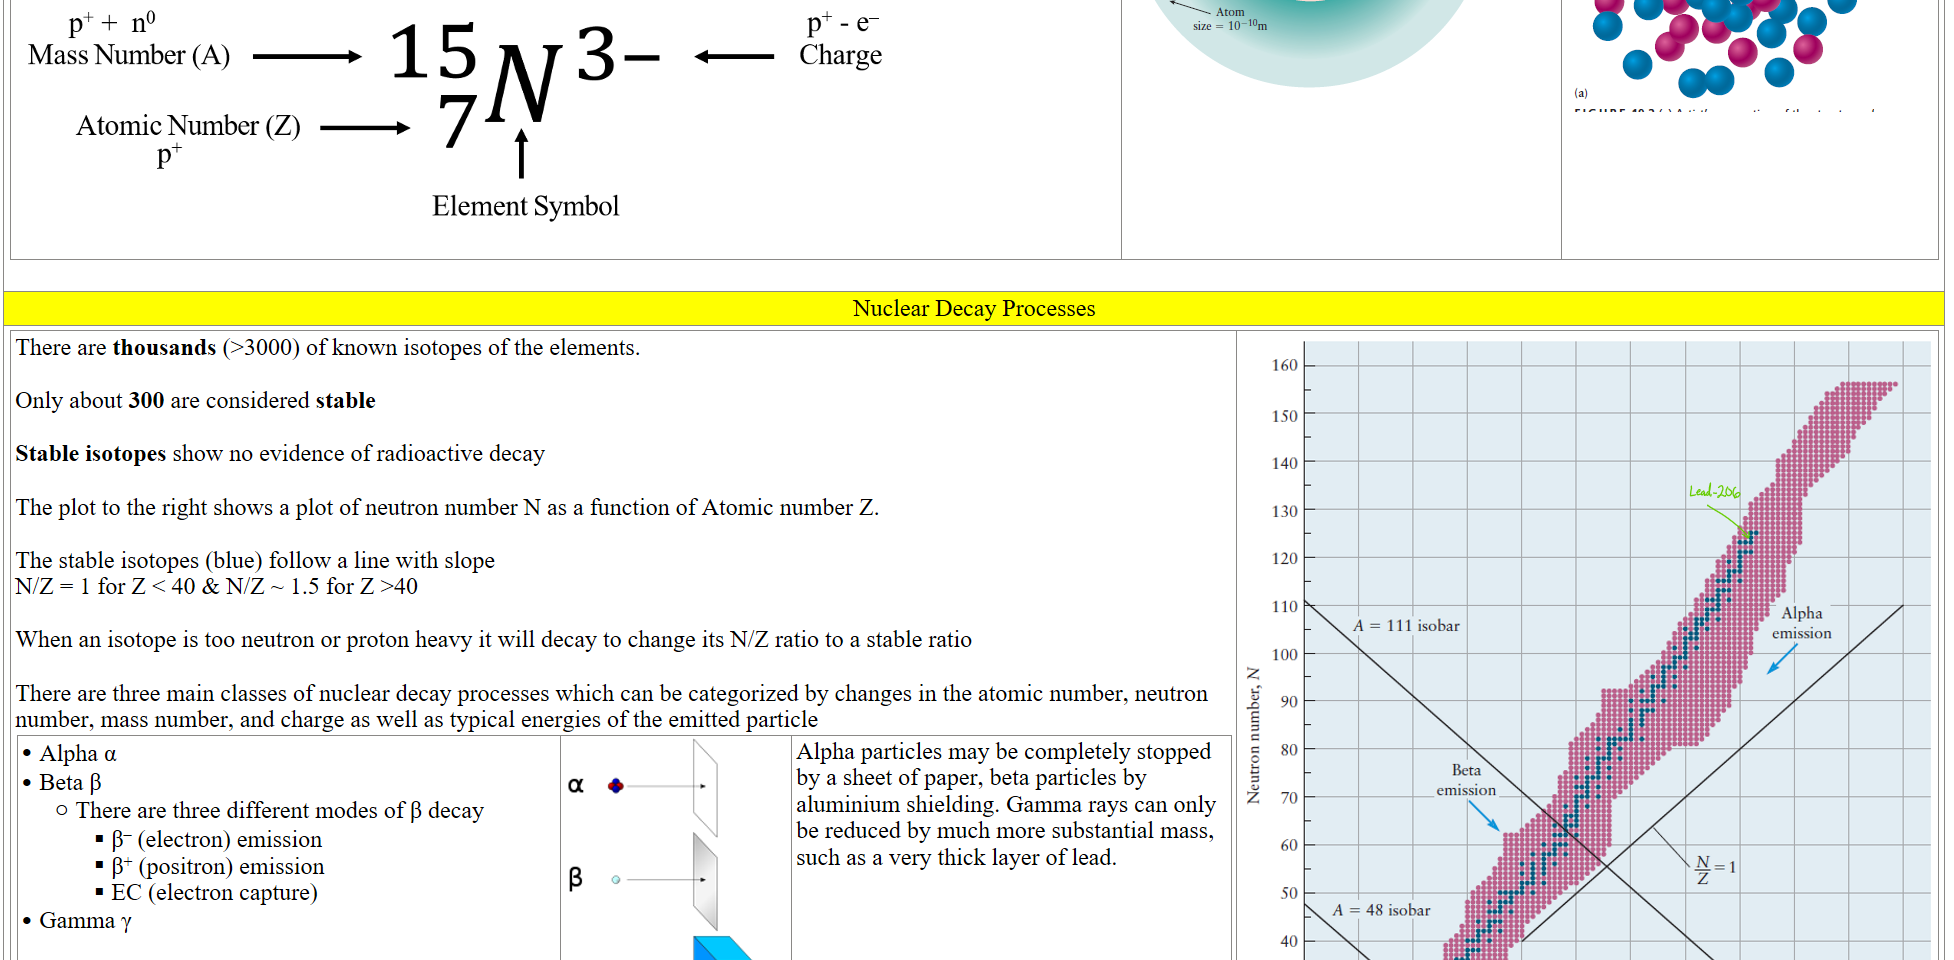 p⁺ + n⁰
Mass Number (A)
15
7
N
3−
p⁺ - e⁻
Charge
Atomic Number (Z)
p⁺
Element Symbol
Atom
size = 10⁻¹⁰m
(a)
Nuclear Decay Processes
There are thousands (>3000) of known isotopes of the elements.
Only about 300 are considered stable
Stable isotopes show no evidence of radioactive decay
The plot to the right shows a plot of neutron number N as a function of Atomic number Z.
The stable isotopes (blue) follow a line with slope
N/Z = 1 for Z < 40 & N/Z ~ 1.5 for Z >40
When an isotope is too neutron or proton heavy it will decay to change its N/Z ratio to a stable ratio
There are three main classes of nuclear decay processes which can be categorized by changes in the atomic number, neutron
number, mass number, and charge as well as typical energies of the emitted particle
• Alpha α
• Beta β
○ There are three different modes of β decay
▪ β⁻ (electron) emission
▪ β⁺ (positron) emission
▪ EC (electron capture)
• Gamma γ
α
β
Alpha particles may be completely stopped
by a sheet of paper, beta particles by
aluminium shielding. Gamma rays can only
be reduced by much more substantial mass,
such as a very thick layer of lead.
160
150
140
130
120
110
100
90
80
70
60
50
40
Neutron number, N
Lead-206
A = 111 isobar
Alpha
emission
Beta
emission
N/Z = 1
A = 48 isobar